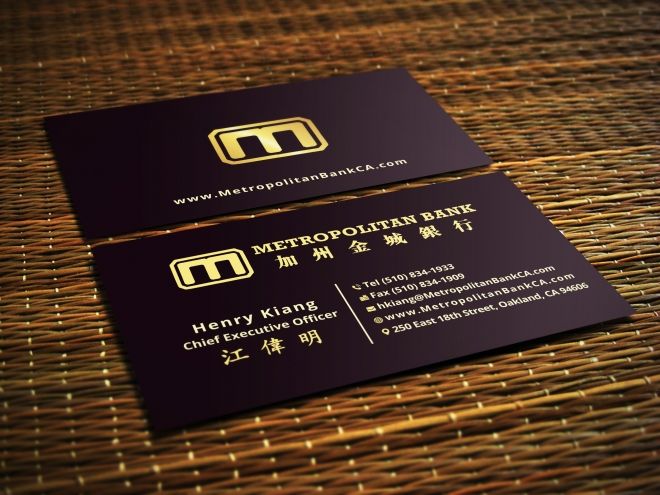 m
www.MetropolitanBankCA.com
m
METROPOLITAN BANK
加州金城銀行
Henry Kiang
Chief Executive Officer
江偉明
Tel (510) 834-1933
Fax (510) 834-1909
hkiang@MetropolitanBankCA.com
www.MetropolitanBankCA.com
250 East 18th Street, Oakland, CA 94606